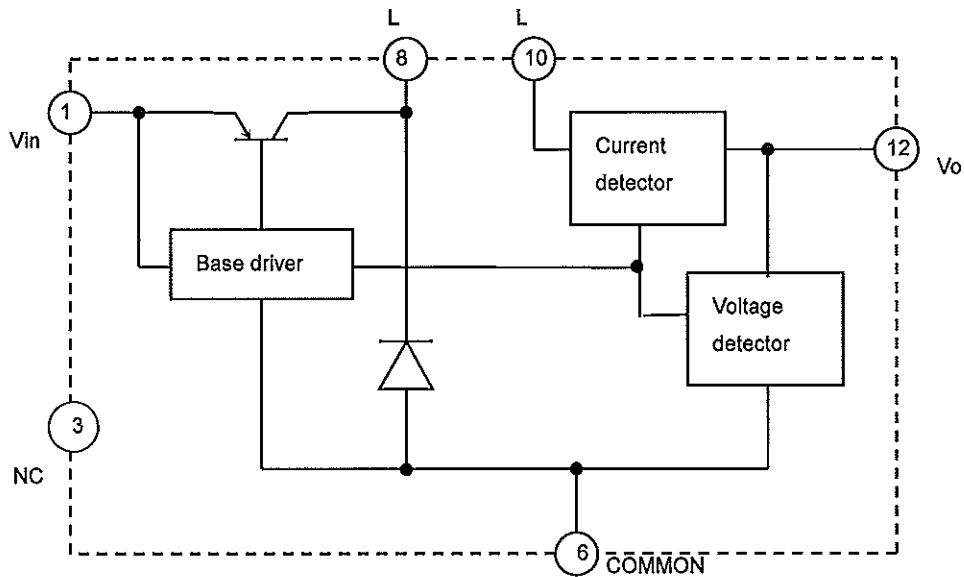 L
L
8
10
1
Vin
Current
detector
12
Vo
Base driver
Voltage
detector
3
NC
6
COMMON